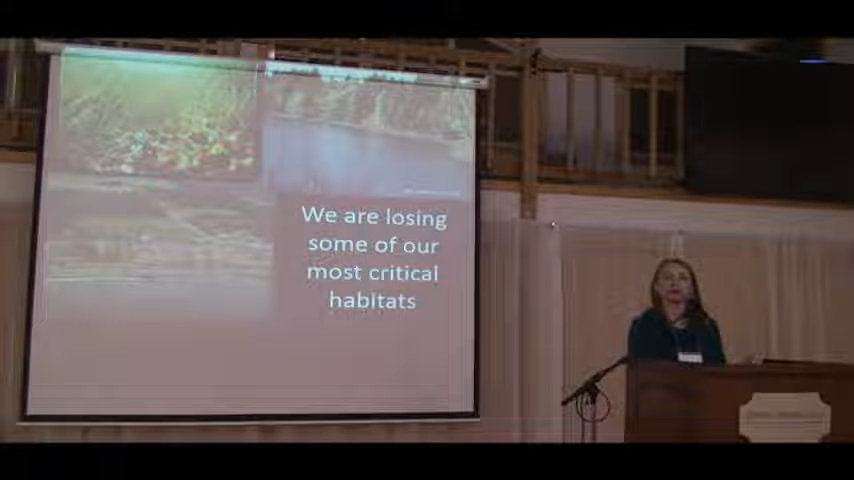 We are losing
some of our
most critical
habitats